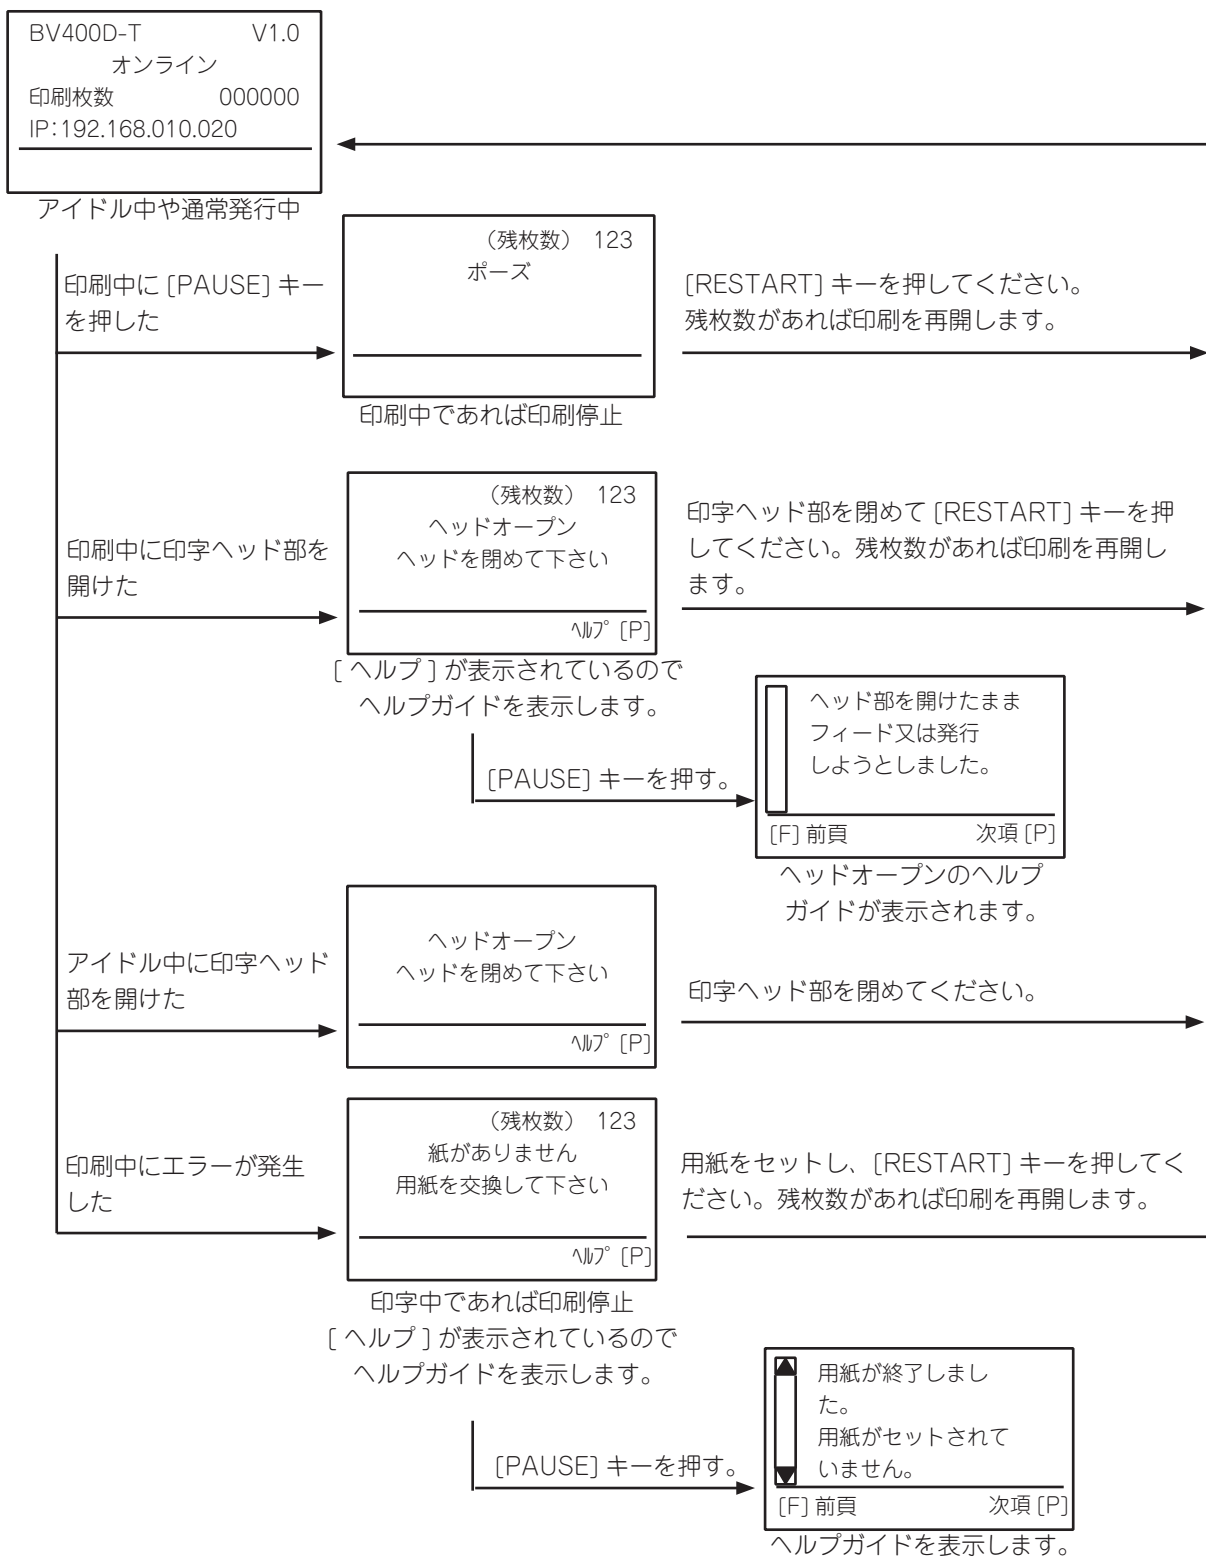 BV400D-T V1.0
オンライン
印刷枚数 000000
IP:192.168.010.020
アイドル中や通常発行中
印刷中に [PAUSE] キー
を押した
（残枚数） 123
ポーズ
印刷中であれば印刷停止
[RESTART] キーを押してください。
残枚数があれば印刷を再開します。
印刷中に印字ヘッド部を
開けた
（残枚数） 123
ヘッドオープン
ヘッドを閉めて下さい
ﾍﾙﾌﾟ [P]
[ ヘルプ ] が表示されているので
ヘルプガイドを表示します。
印字ヘッド部を閉めて [RESTART] キーを押
してください。残枚数があれば印刷を再開し
ます。
[PAUSE] キーを押す。
ヘッド部を開けたまま
フィード又は発行
しようとしました。
[F] 前頁 次項 [P]
ヘッドオープンのヘルプ
ガイドが表示されます。
アイドル中に印字ヘッド
部を開けた
ヘッドオープン
ヘッドを閉めて下さい
ﾍﾙﾌﾟ [P]
印字ヘッド部を閉めてください。
印刷中にエラーが発生
した
（残枚数） 123
紙がありません
用紙を交換して下さい
ﾍﾙﾌﾟ [P]
印字中であれば印刷停止
[ ヘルプ ] が表示されているので
ヘルプガイドを表示します。
用紙をセットし、[RESTART] キーを押してく
ださい。残枚数があれば印刷を再開します。
[PAUSE] キーを押す。
用紙が終了しまし
た。
用紙がセットされて
いません。
[F] 前頁 次項 [P]
ヘルプガイドを表示します。